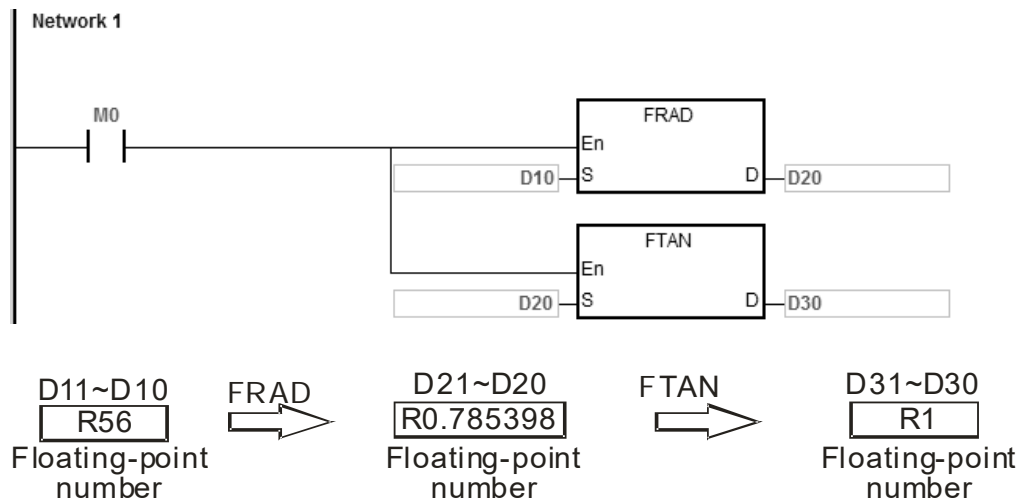 Network 1
M0
FRAD
En
D10 S D D20
FTAN
En
D20 S D D30
D11~D10 FRAD D21~D20 FTAN D31~D30
R56 R0.785398 R1
Floating-point Floating-point Floating-point
number number number